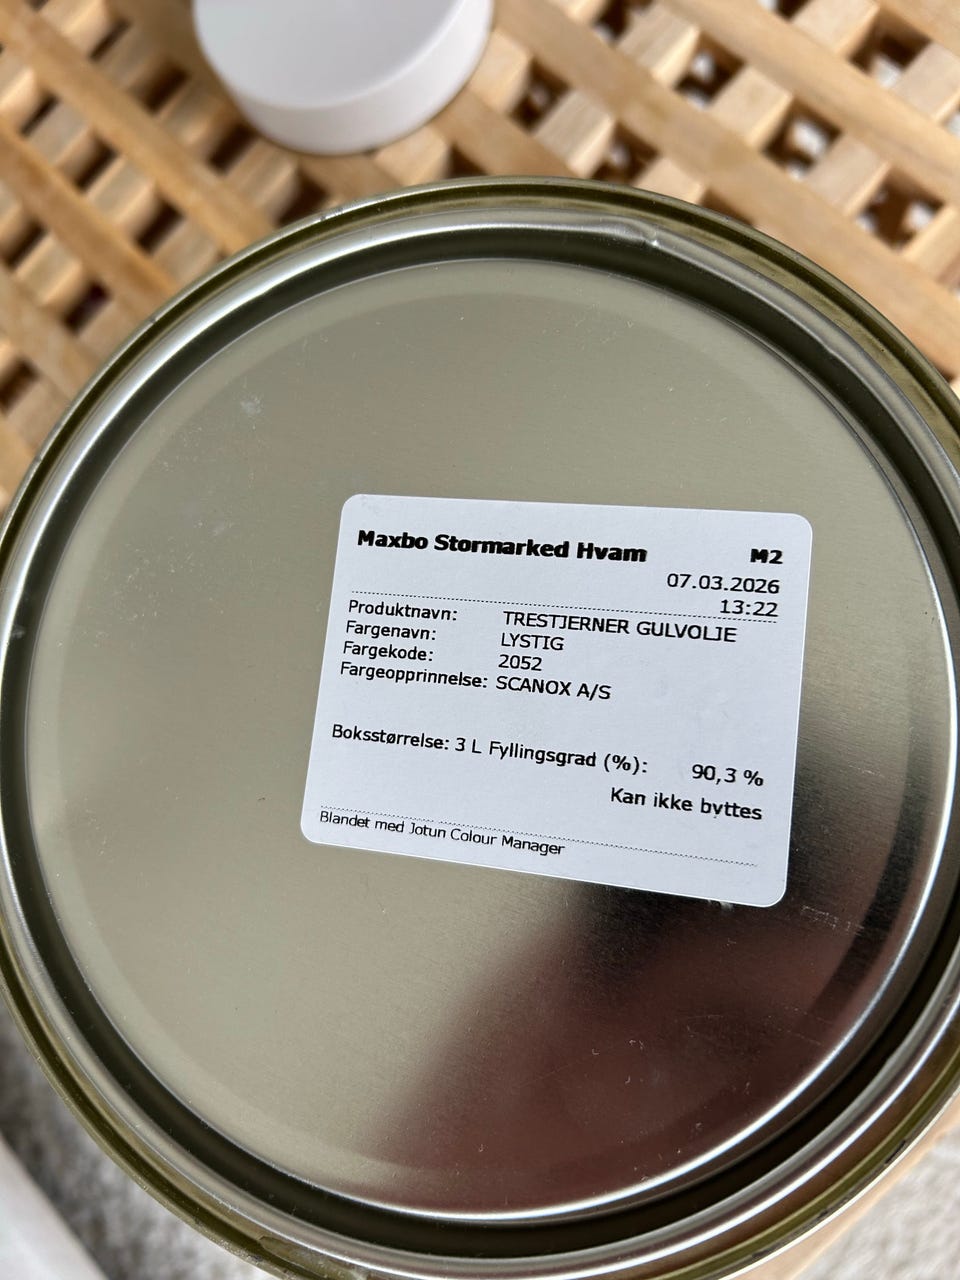 Maxbo Stormarked Hvam M2
07.03.2026
13:22
Produktnavn: TRESTJERNER GULVOLJE
Fargenavn: LYSTIG
Fargekode: 2052
Fargeopprinnelse: SCANOX A/S
Boksstørrelse: 3 L Fyllingsgrad (%): 90,3 %
Kan ikke byttes
Blandet med Jotun Colour Manager